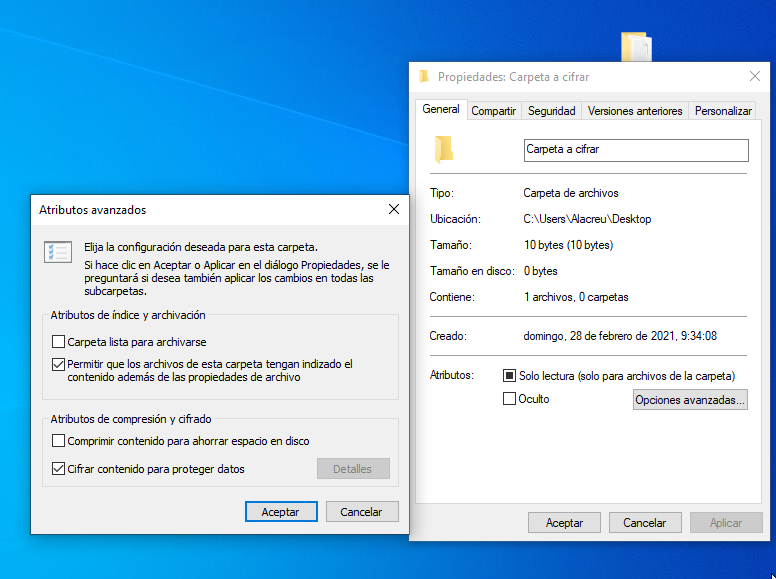 Propiedades: Carpeta a cifrar
General Compartir Seguridad Versiones anteriores Personalizar
Carpeta a cifrar
Tipo: Carpeta de archivos
Ubicación: C:\Users\Alacreu\Desktop
Tamaño: 10 bytes (10 bytes)
Tamaño en disco: 0 bytes
Contiene: 1 archivos, 0 carpetas
Creado: domingo, 28 de febrero de 2021, 9:34:08
Atributos: Solo lectura (solo para archivos de la carpeta)
Oculto Opciones avanzadas...
Aceptar Cancelar Aplicar
Atributos avanzados
Elija la configuración deseada para esta carpeta.
Si hace clic en Aceptar o Aplicar en el diálogo Propiedades, se le
preguntará si desea también aplicar los cambios en todas las
subcarpetas.
Atributos de índice y archivación
Carpeta lista para archivarse
Permitir que los archivos de esta carpeta tengan indizado el
contenido además de las propiedades de archivo
Atributos de compresión y cifrado
Comprimir contenido para ahorrar espacio en disco
Cifrar contenido para proteger datos Detalles
Aceptar Cancelar